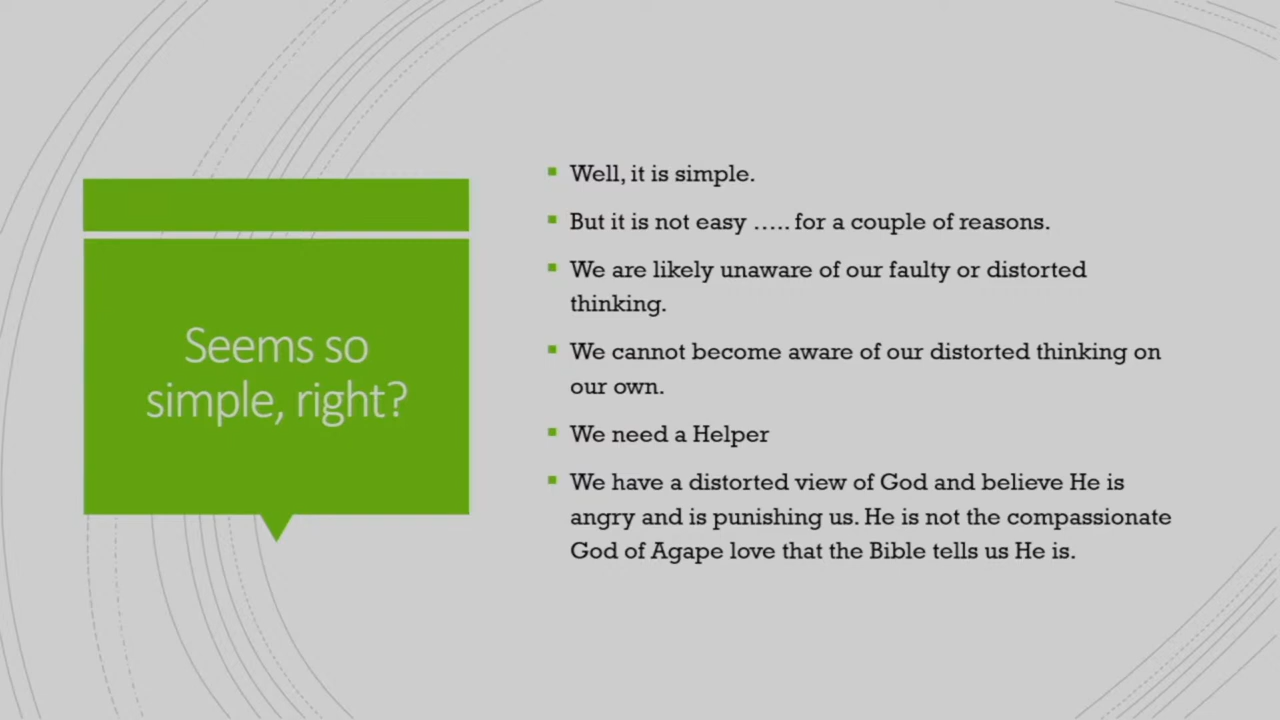 Seems so
simple, right?
Well, it is simple.
But it is not easy ..... for a couple of reasons.
We are likely unaware of our faulty or distorted
thinking.
We cannot become aware of our distorted thinking on
our own.
We need a Helper
We have a distorted view of God and believe He is
angry and is punishing us. He is not the compassionate
God of Agape love that the Bible tells us He is.